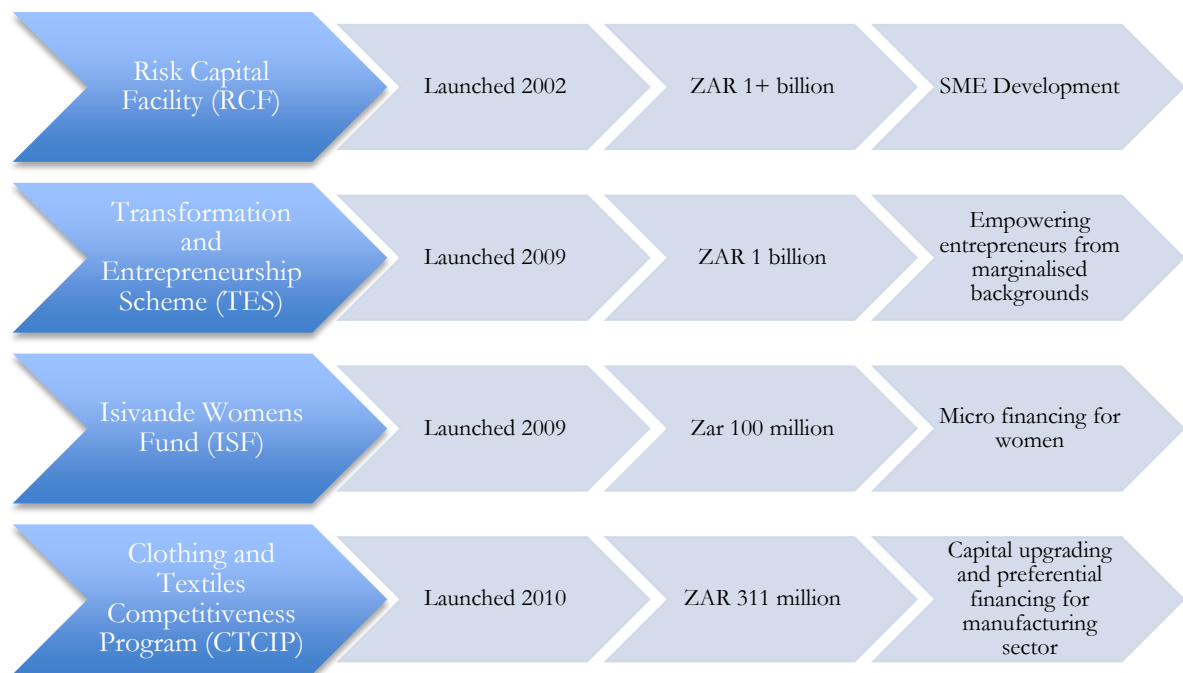 Risk Capital
Facility (RCF)
Launched 2002
ZAR 1+ billion
SME Development
Transformation
and
Entrepreneurship
Scheme (TES)
Launched 2009
ZAR 1 billion
Empowering
entrepreneurs from
marginalised
backgrounds
Isivande Womens
Fund (ISF)
Launched 2009
Zar 100 million
Micro financing for
women
Clothing and
Textiles
Competitiveness
Program (CTCIP)
Launched 2010
ZAR 311 million
Capital upgrading
and preferential
financing for
manufacturing
sector